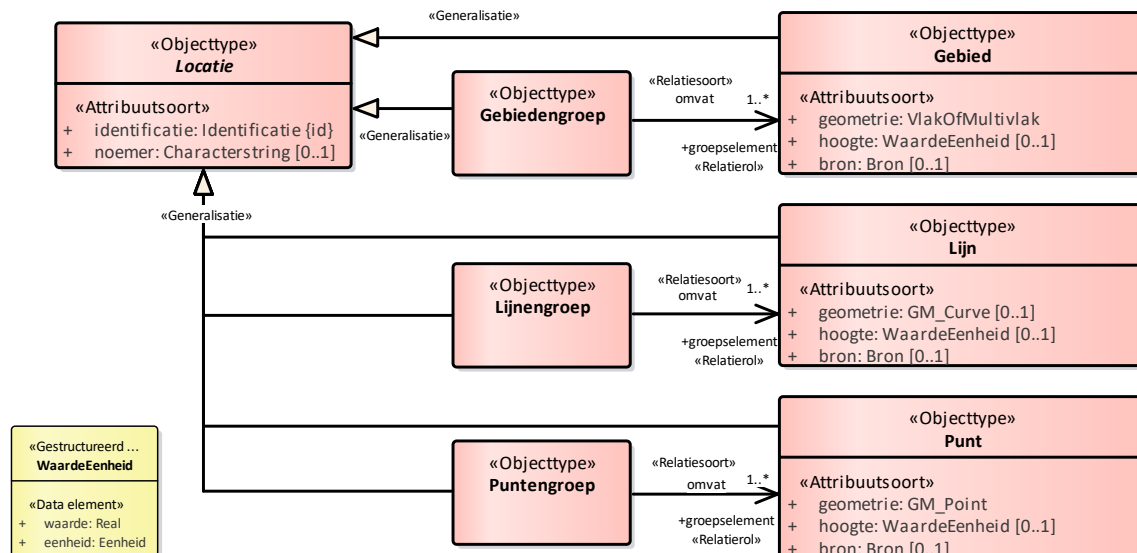 «Generalisatie»
«Objecttype»
Locatie
«Attribuutsoort»
+ identificatie: Identificatie {id}
+ noemer: Characterstring [0..1]
«Objecttype»
Gebied
«Attribuutsoort»
+ geometrie: VlakOfMultivlak
+ hoogte: WaardeEenheid [0..1]
+ bron: Bron [0..1]
«Objecttype»
Gebiedengroep
«Generalisatie»
«Relatiesoort»
omvat
1..*
+groepselement
«Relatierol»
«Generalisatie»
«Objecttype»
Lijn
«Attribuutsoort»
+ geometrie: GM_Curve [0..1]
+ hoogte: WaardeEenheid [0..1]
+ bron: Bron [0..1]
«Objecttype»
Lijnengroep
«Relatiesoort»
omvat
1..*
+groepselement
«Relatierol»
«Objecttype»
Punt
«Attribuutsoort»
+ geometrie: GM_Point
+ hoogte: WaardeEenheid [0..1]
+ bron: Bron [0..1]
«Objecttype»
Puntengroep
«Relatiesoort»
omvat
1..*
+groepselement
«Relatierol»
«Gestructureerd ...
WaardeEenheid
«Data element»
+ waarde: Real
+ eenheid: Eenheid